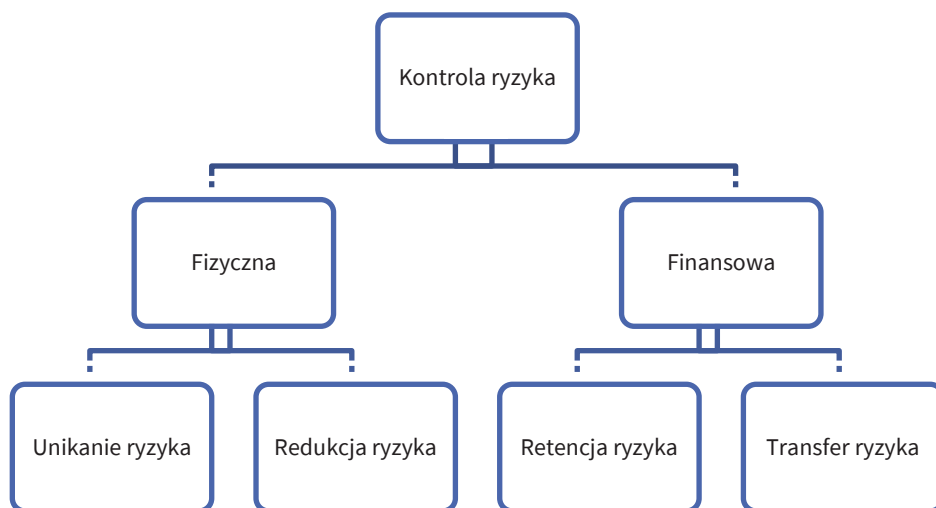 Kontrola ryzyka
Fizyczna
Finansowa
Unikanie ryzyka
Redukcja ryzyka
Retencja ryzyka
Transfer ryzyka